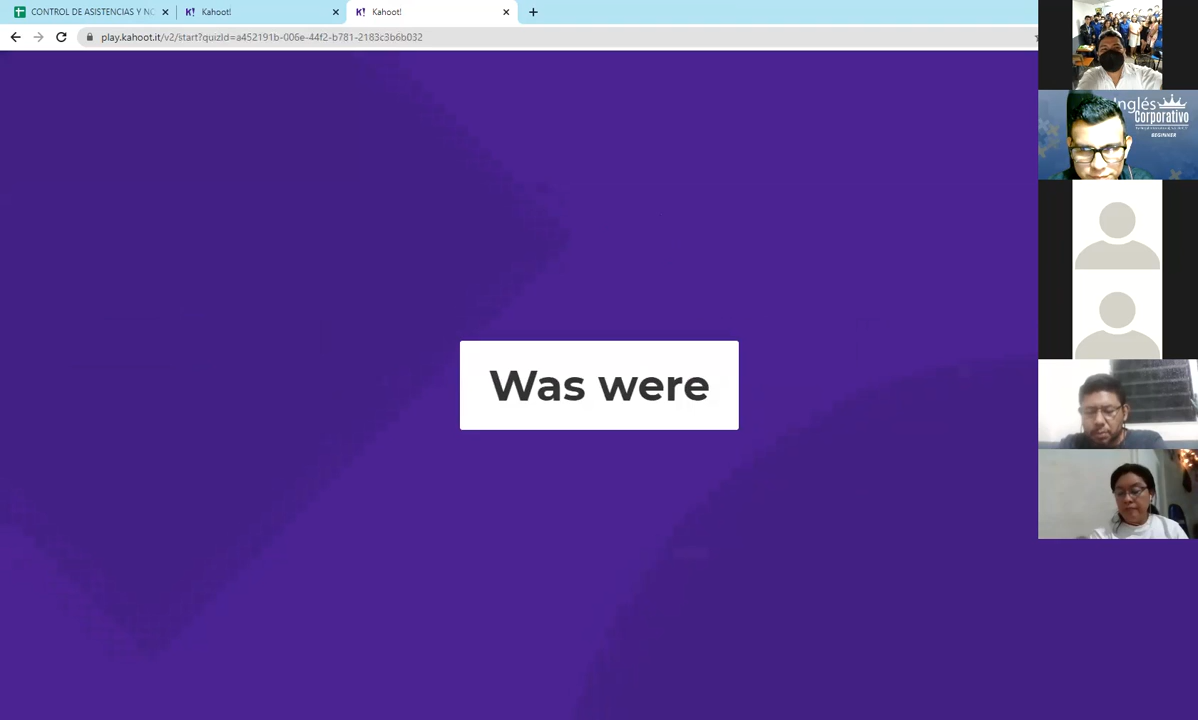 CONTROL DE ASISTENCIAS Y NO
Kahoot!
Kahoot!
play.kahoot.it/v2/start?quizId=a452191b-006e-44f2-b781-2183c3b6b032
Was were
Inglés
Corporativo
BEGINNER